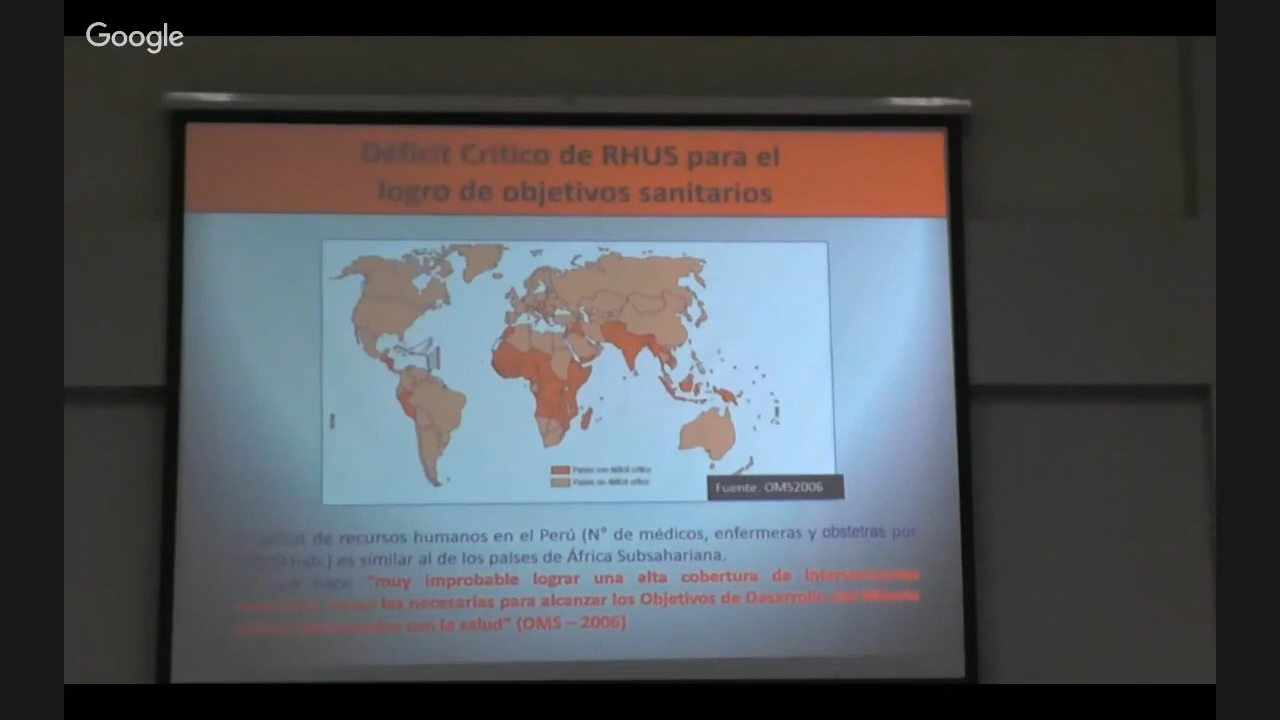 Google
Déficit Crítico de RHUS para el
logro de objetivos sanitarios
Países con déficit crítico
Países sin déficit crítico
Fuente: OMS2006
de recursos humanos en el Perú (N° de médicos, enfermeras y obstetras por
hab.) es similar al de los países de África Subsahariana.
hace "muy improbable lograr una alta cobertura de intervenciones
las necesarias para alcanzar los Objetivos de Desarrollo del Milenio
con la salud" (OMS – 2006)